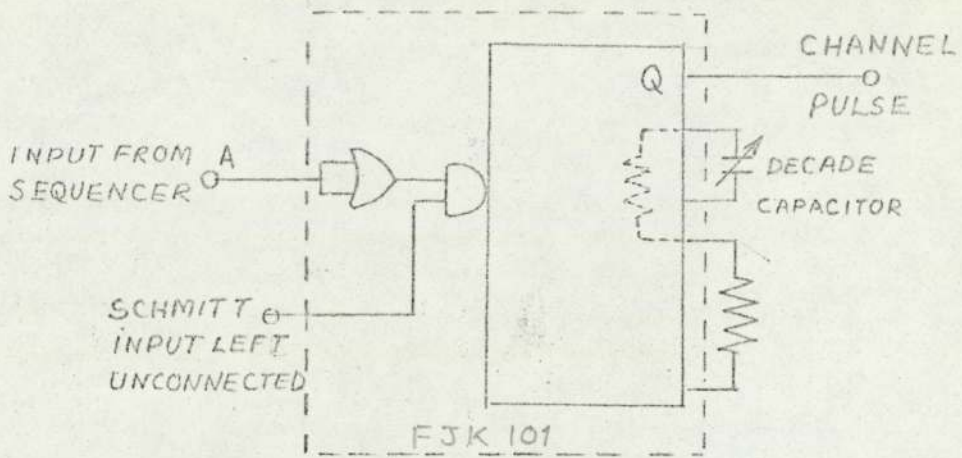 Q
CHANNEL
PULSE
INPUT FROM A
SEQUENCER
DECADE
CAPACITOR
SCHMITT
INPUT LEFT
UNCONNECTED
FJK 101